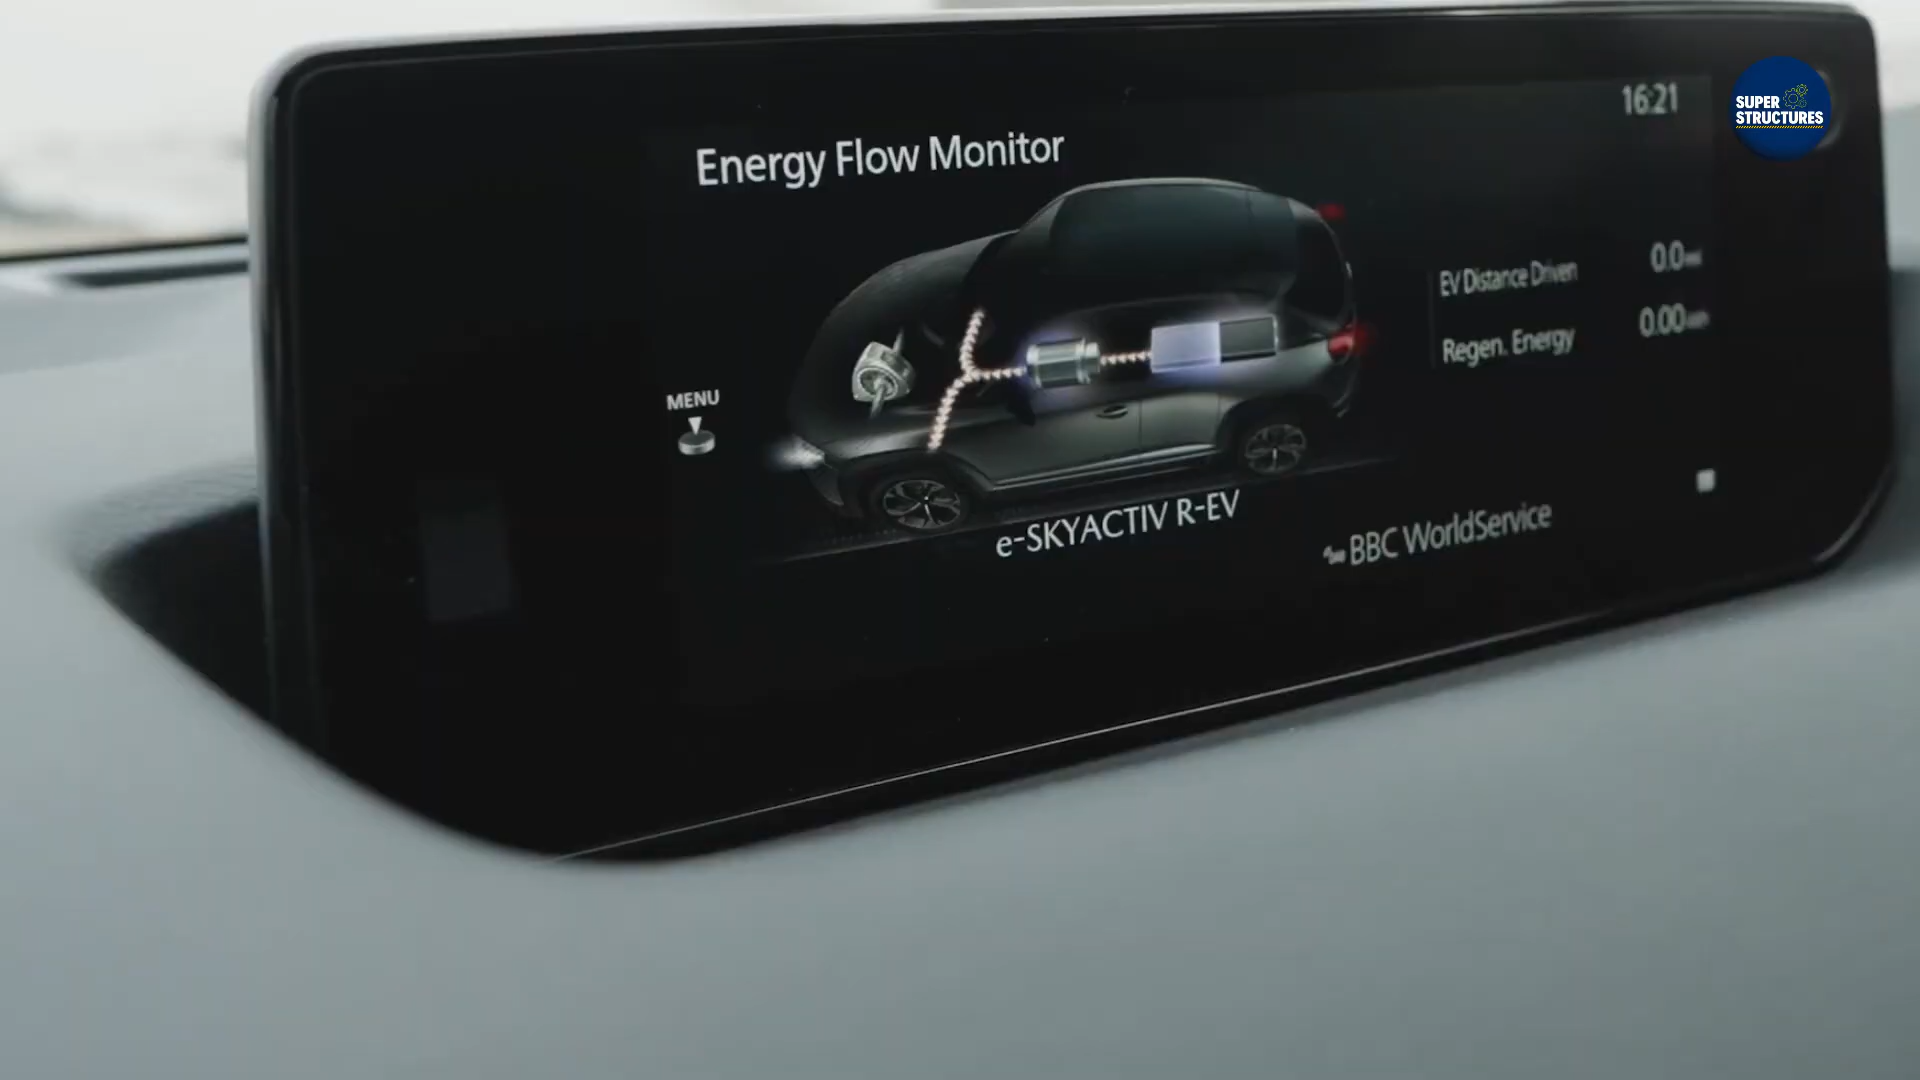 SUPER
STRUCTURES
16:21
Energy Flow Monitor
EV Distance Driven 0.0 mi
Regen. Energy 0.00
MENU
e-SKYACTIV R-EV
BBC WorldService